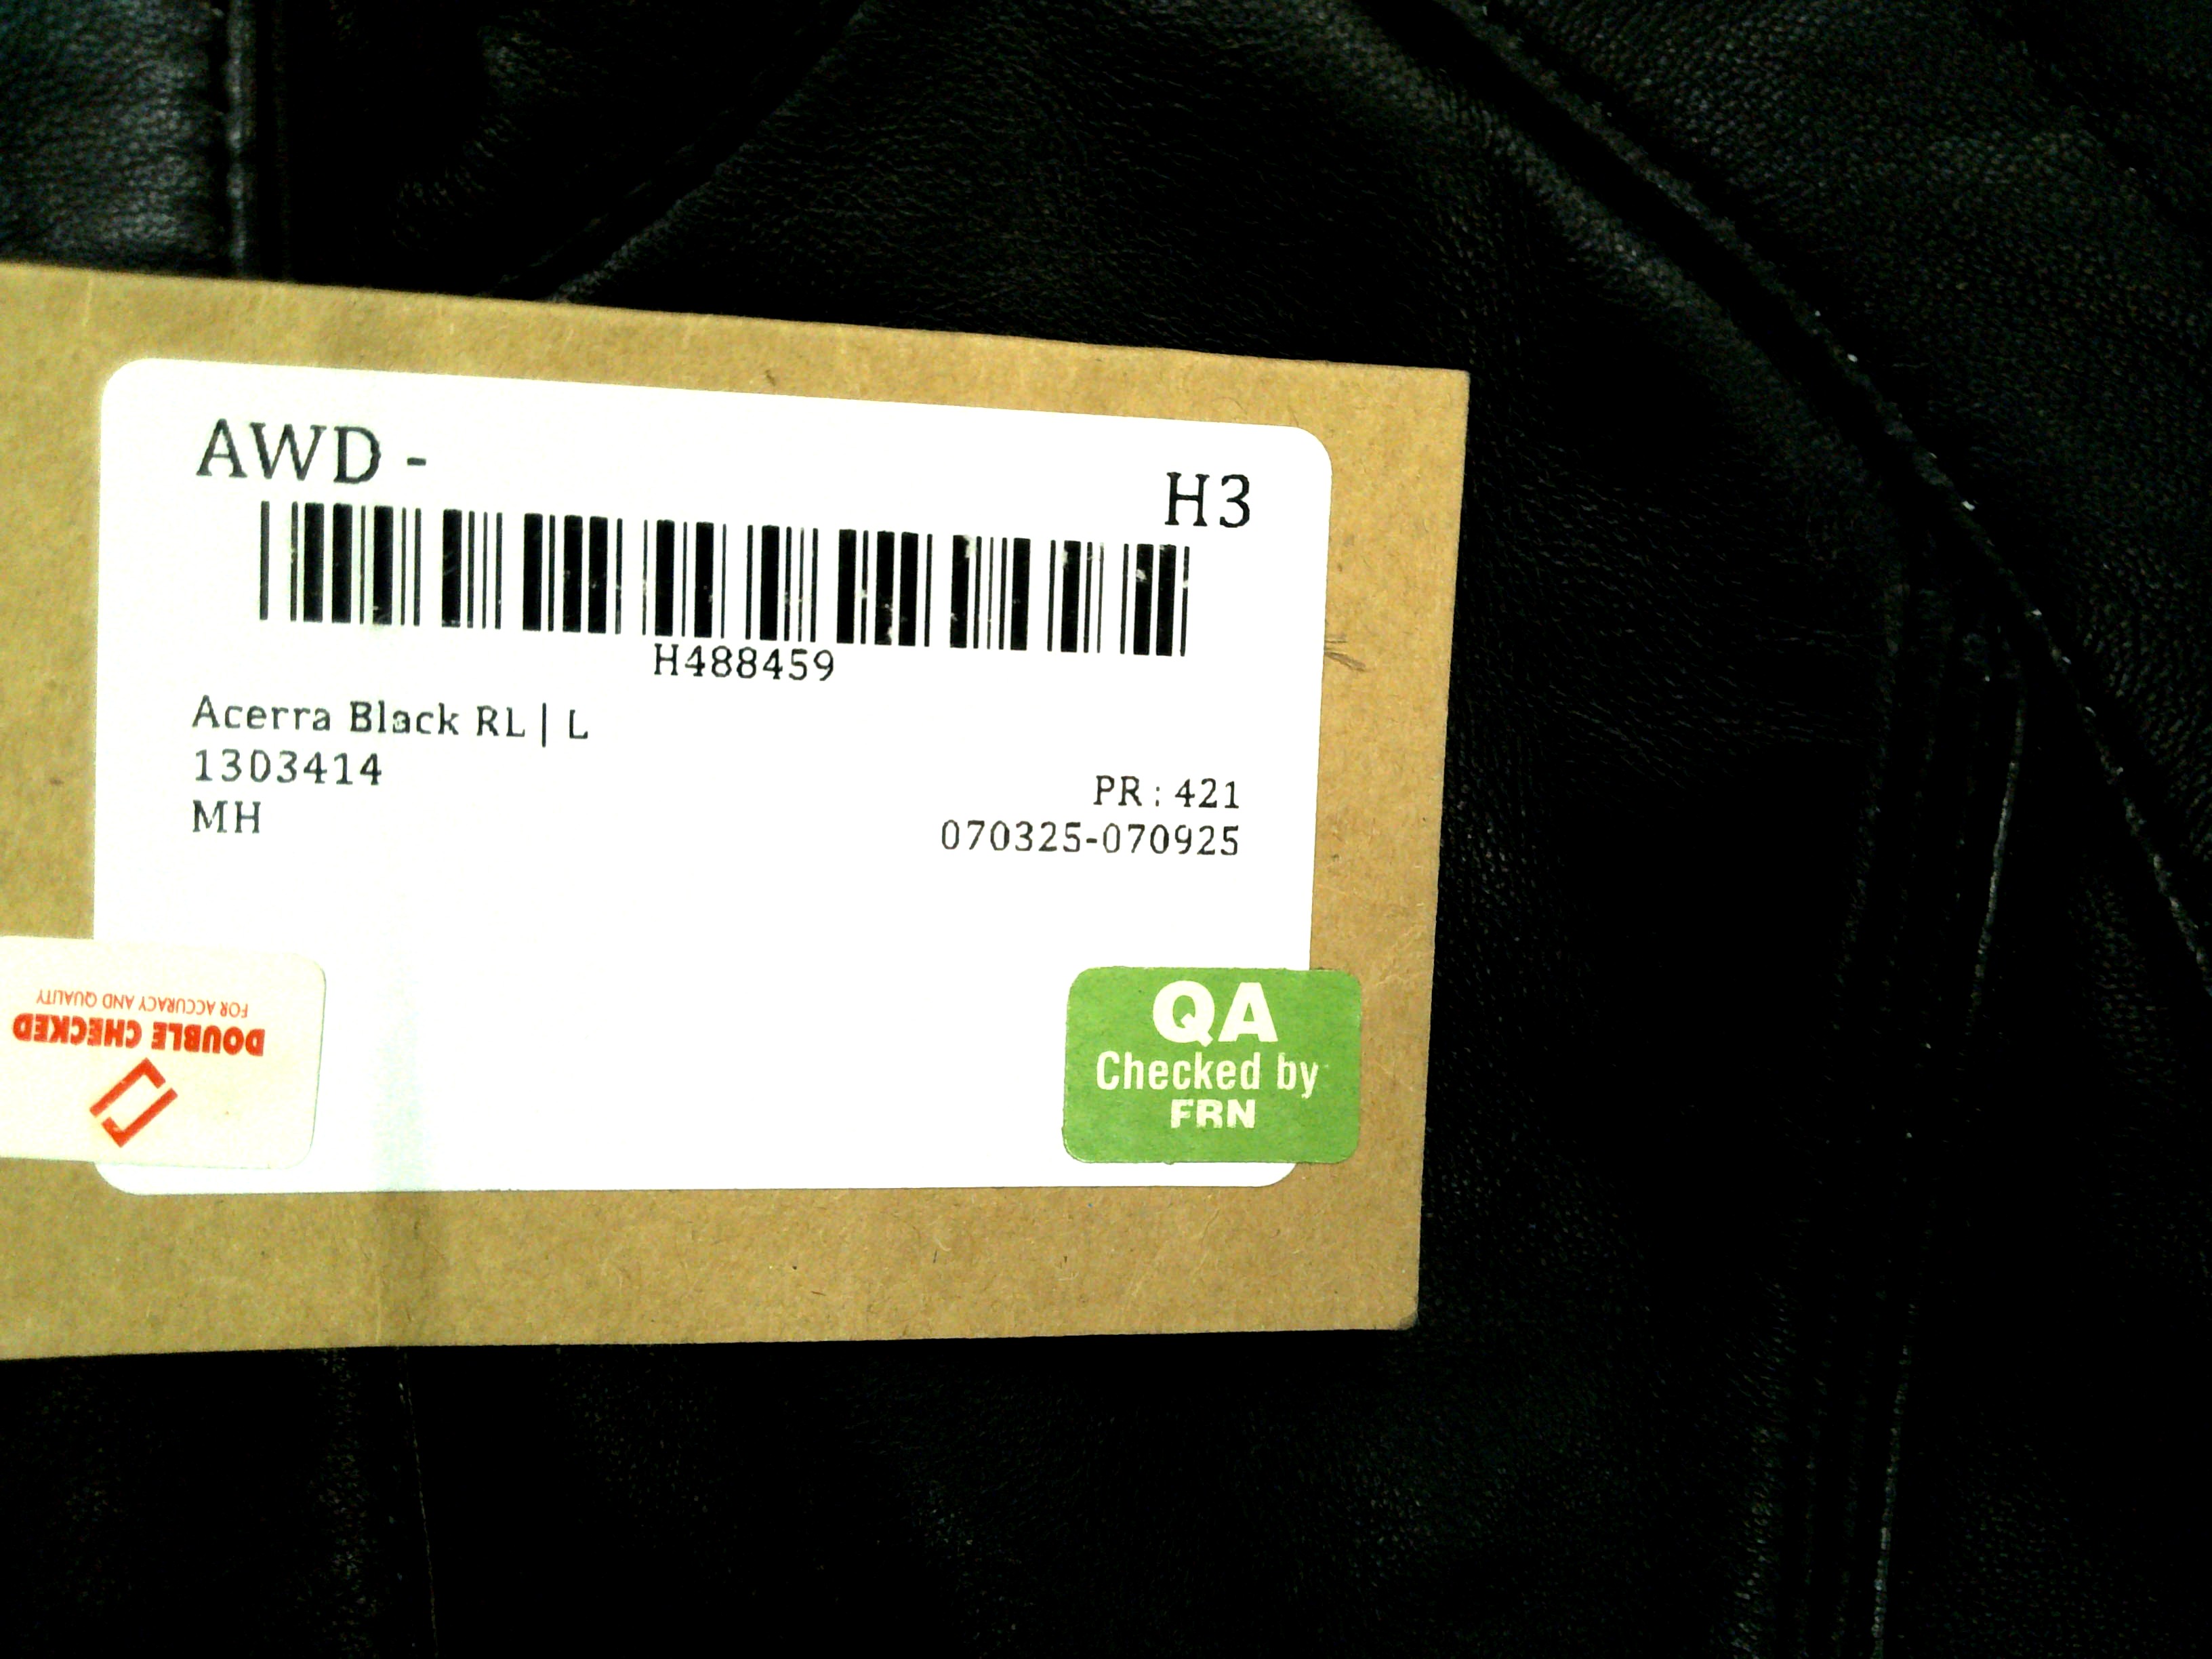 AWD -
H3
H488459
Acerra Black RL | L
1303414
MH
PR : 421
070325-070925
DOUBLE CHECKED
FOR ACCURACY AND QUALITY
QA
Checked by
FRN